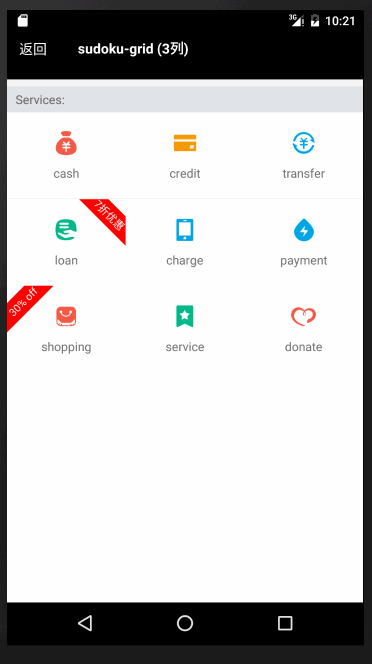 3G 10:21
返回 sudoku-grid (3列)
Services:
cash credit transfer
7折优惠
loan charge payment
30% off
shopping service donate